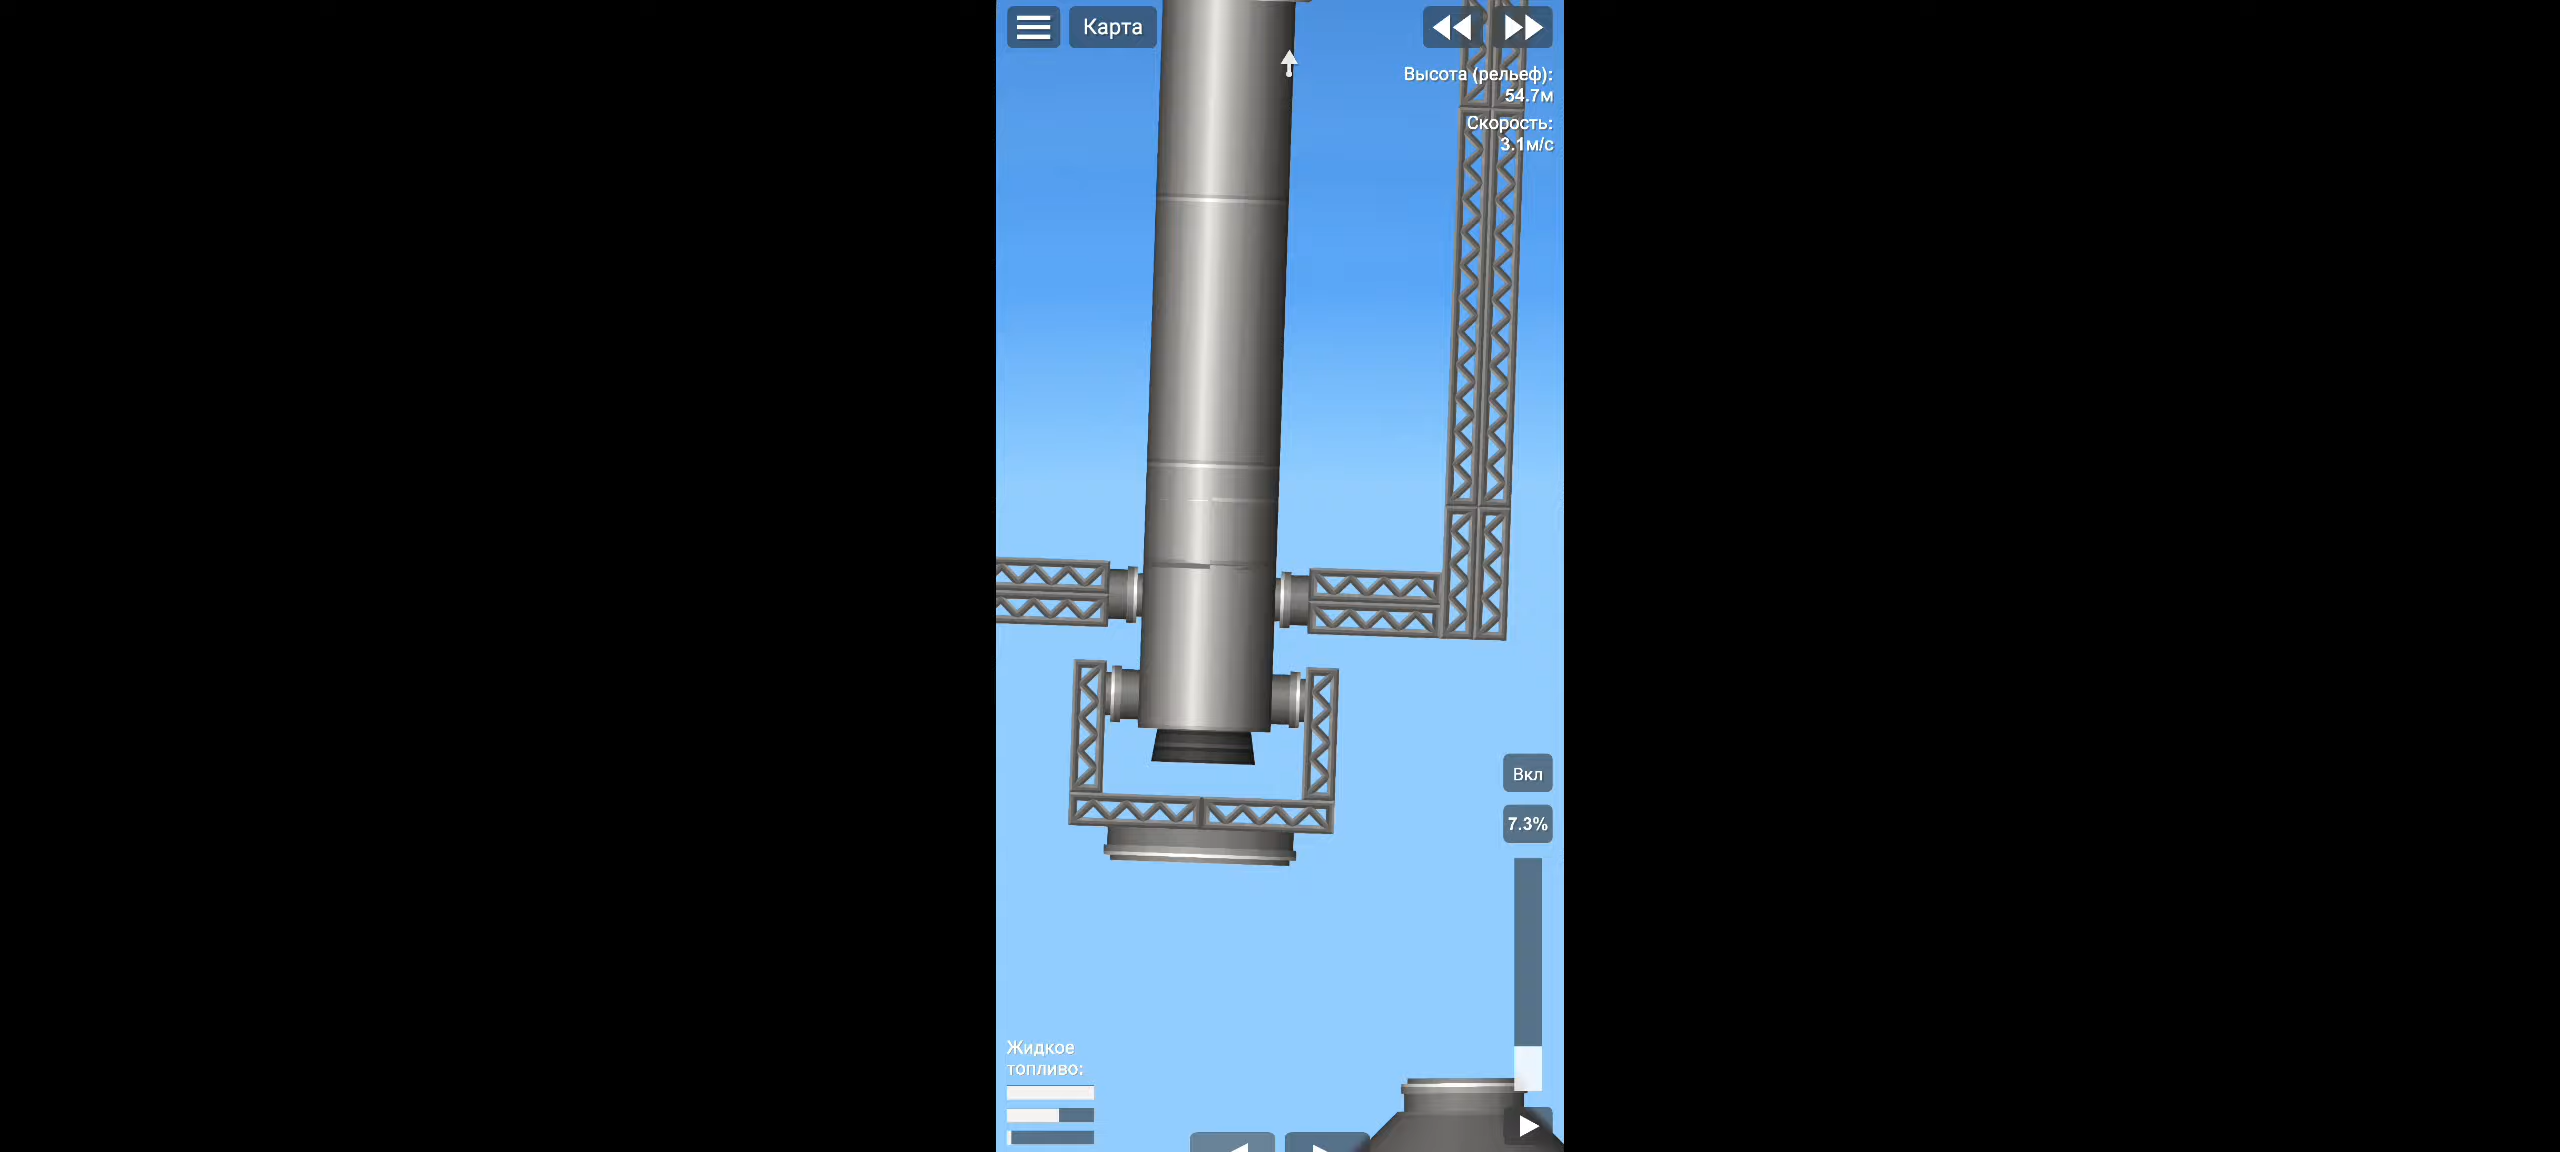 Карта
Высота (рельеф):
54.7м
Скорость:
3.1м/с
Вкл
7.3%
Жидкое
топливо: